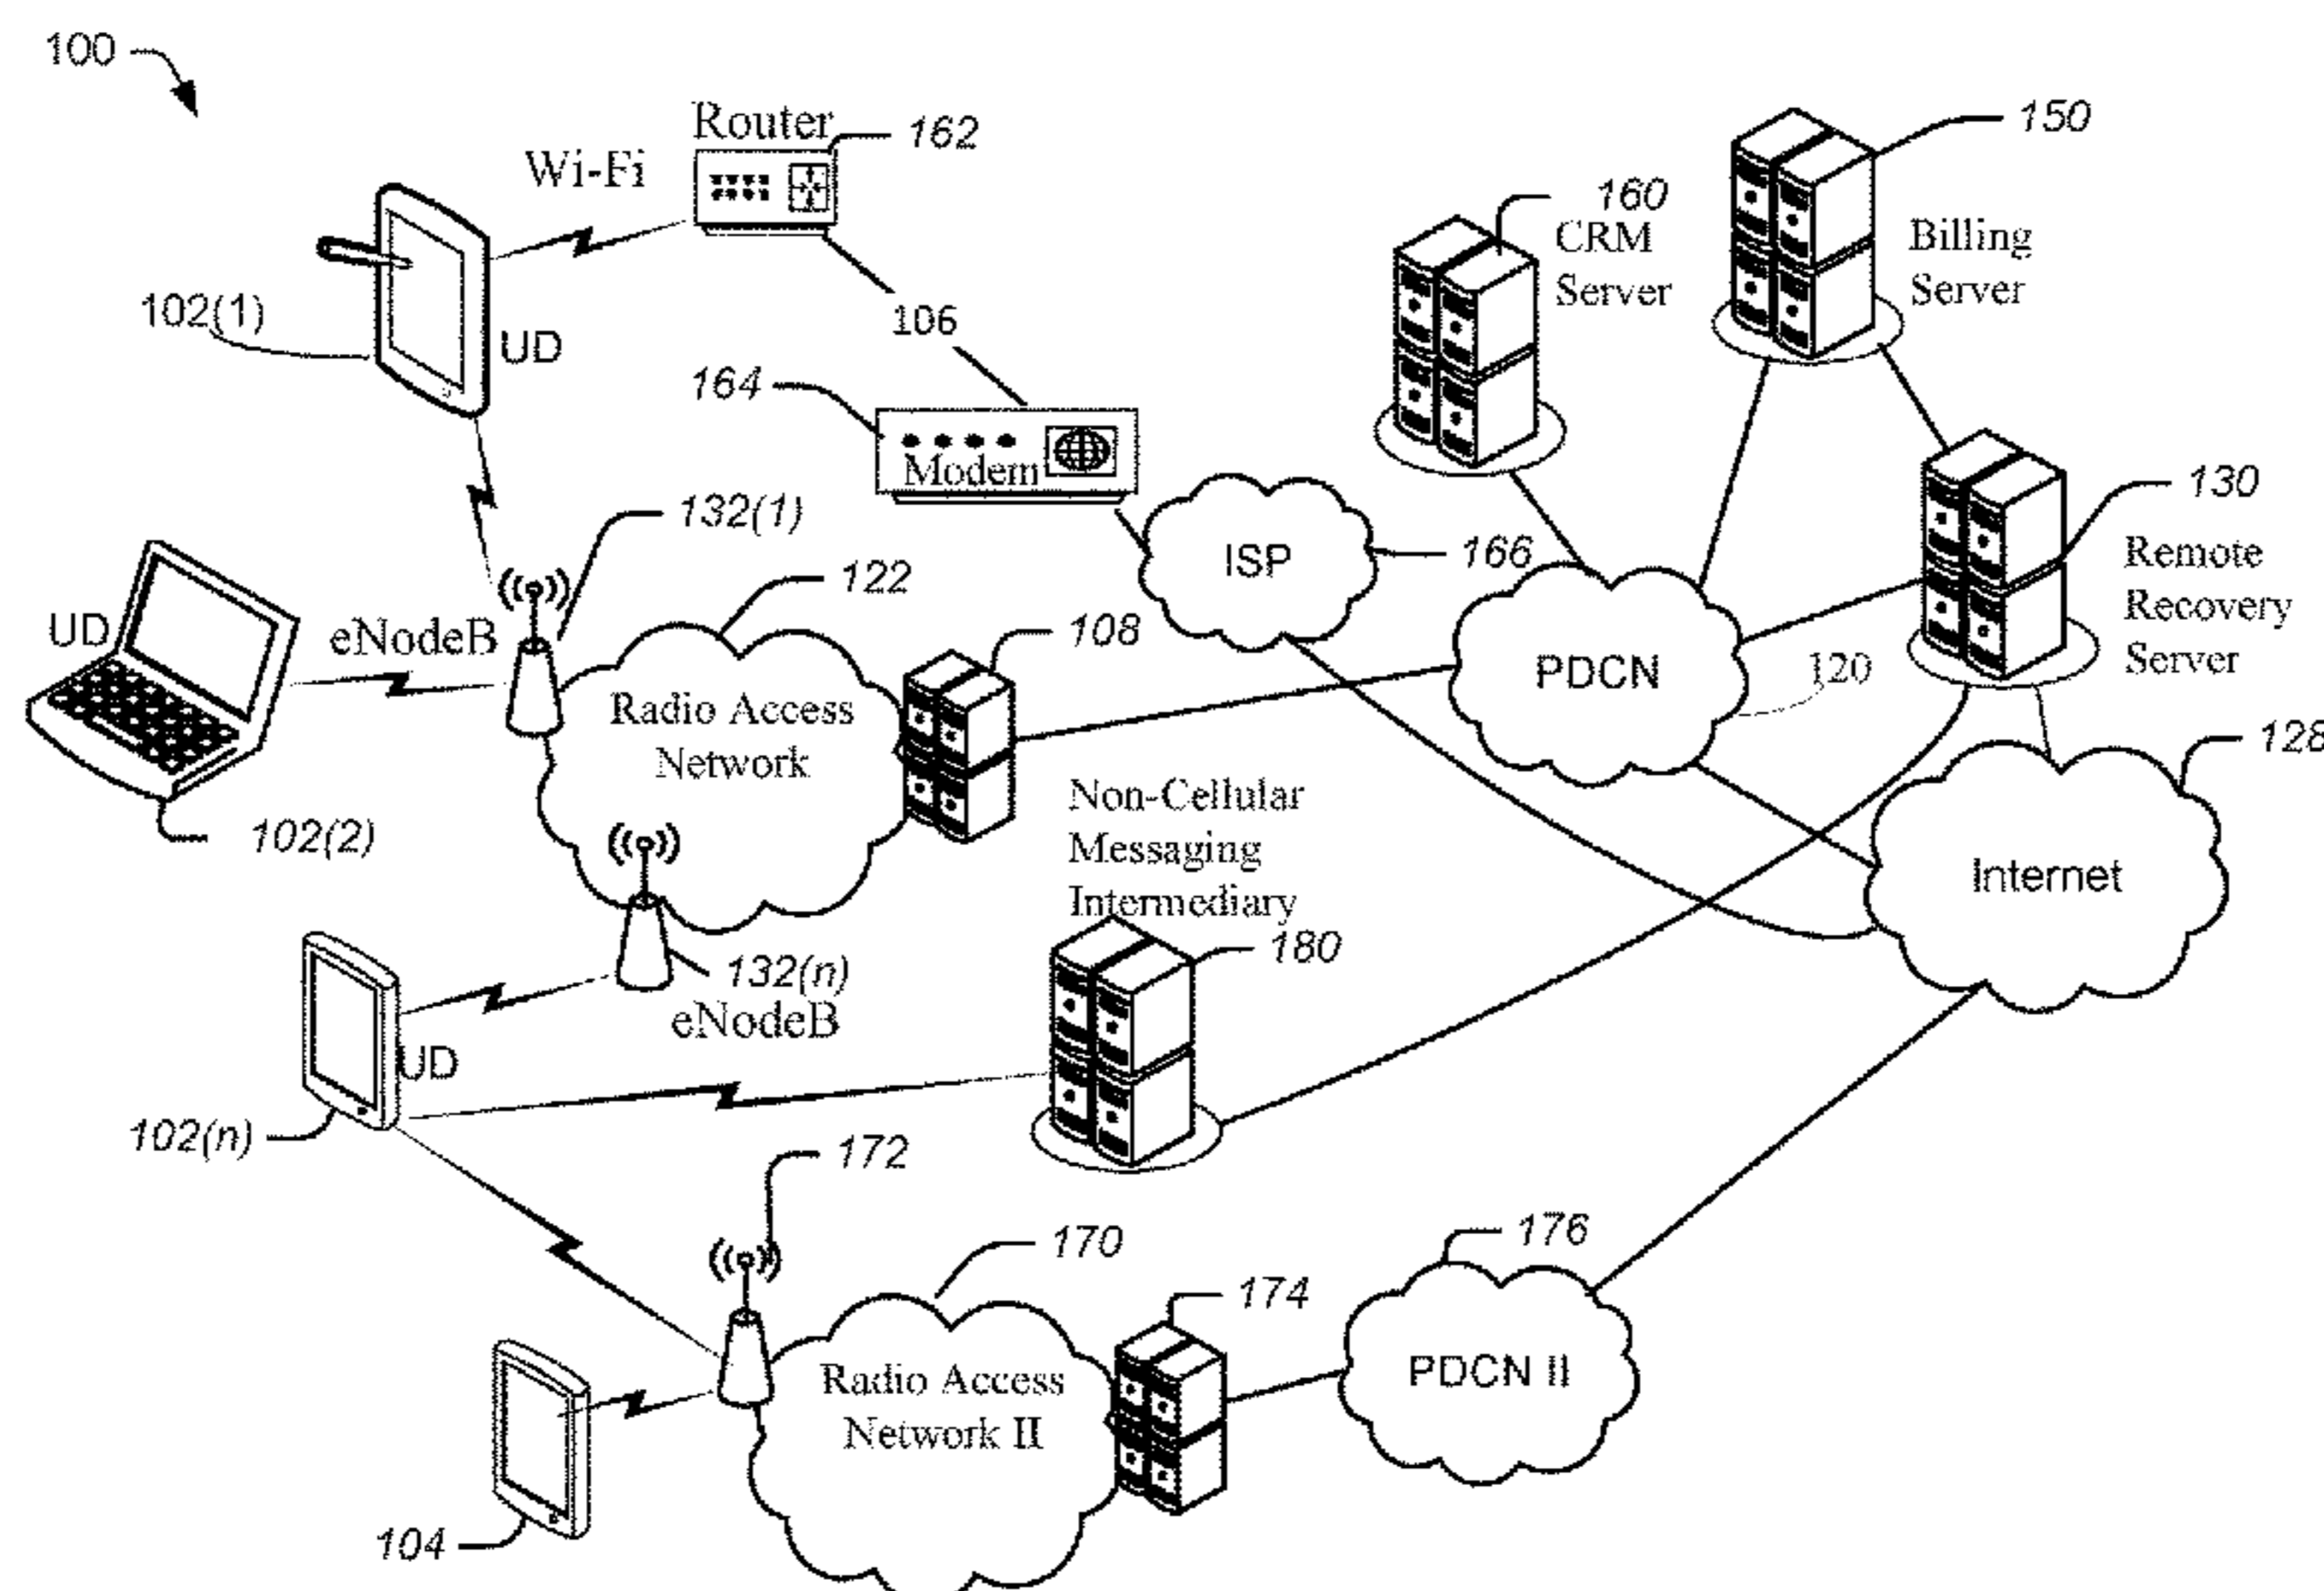 100
Router
162
Wi-Fi
150
160
CRM
Server
Billing
Server
102(1)
UD
106
164
Modem
132(1)
130
ISP
166
Remote
Recovery
Server
122
UD
eNodeB
108
PDCN
120
Radio Access
Network
128
Non-Cellular
Messaging
Intermediary
102(2)
Internet
180
132(n)
eNodeB
UD
102(n)
172
170
176
174
Radio Access
Network II
PDCN II
104